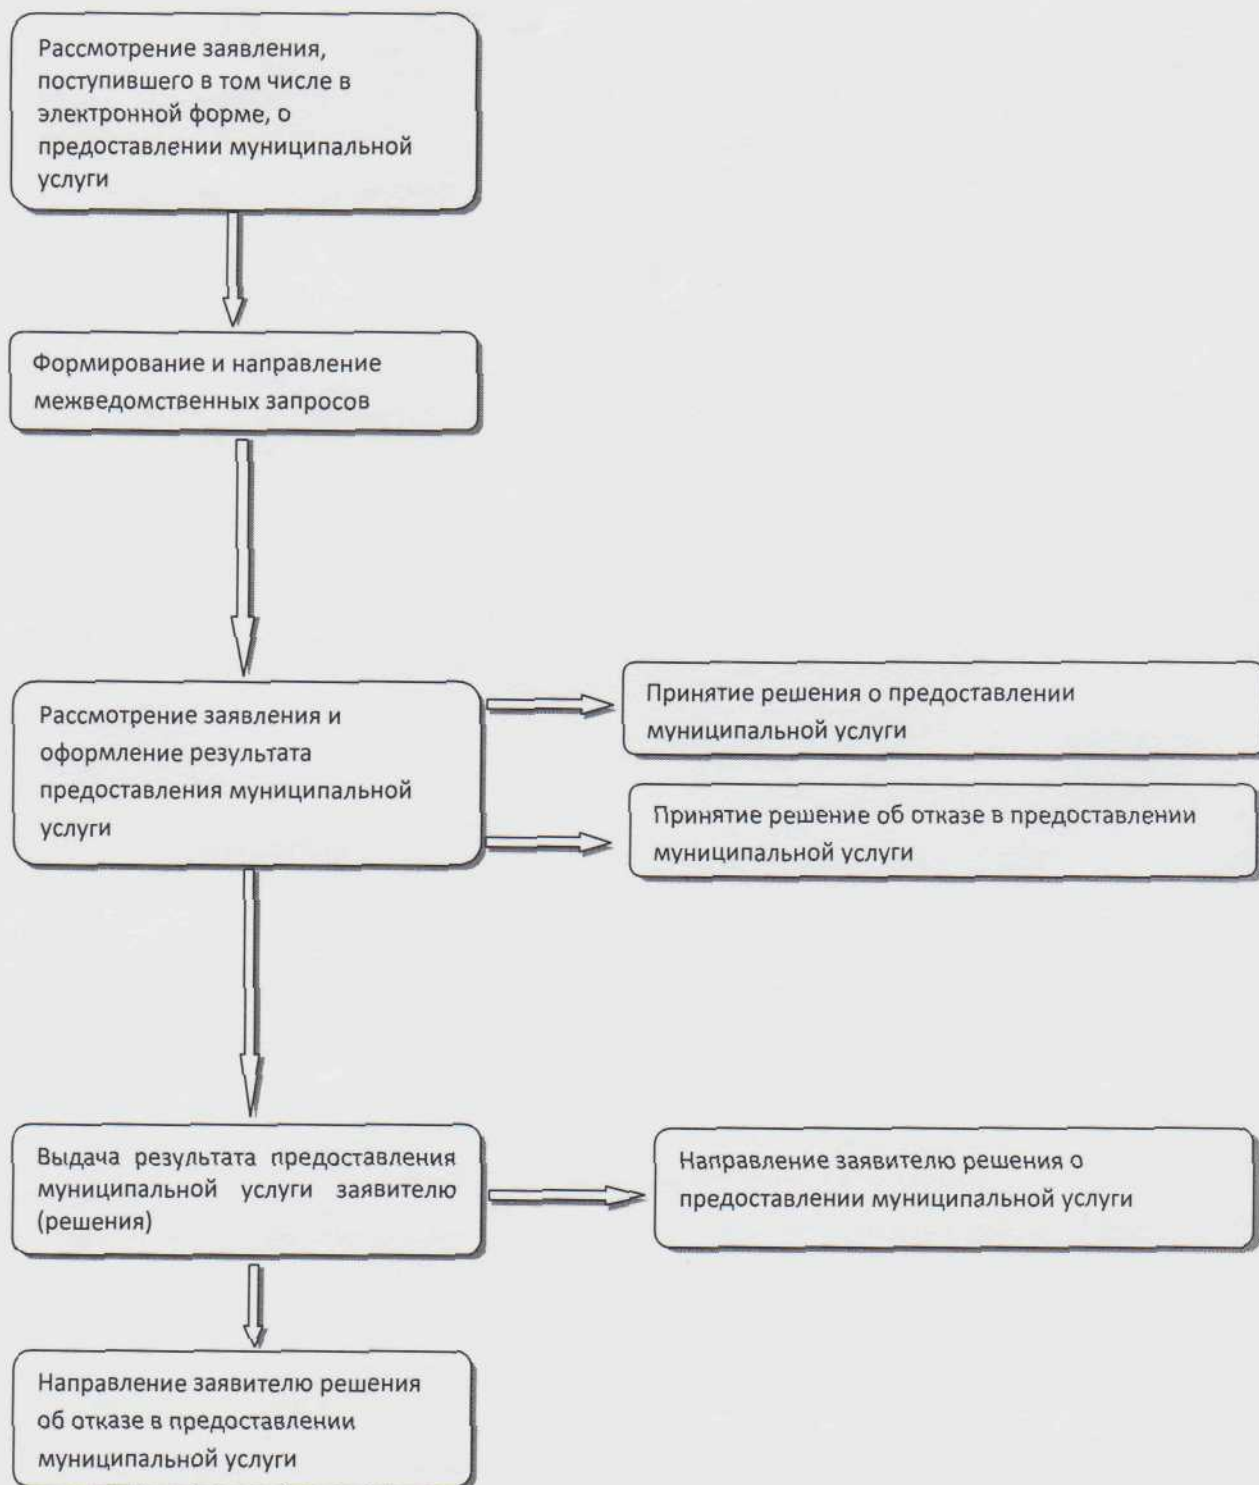 Рассмотрение заявления,
поступившего в том числе в
электронной форме, о
предоставлении муниципальной
услуги
Формирование и направление
межведомственных запросов
Рассмотрение заявления и
оформление результата
предоставления муниципальной
услуги
Принятие решения о предоставлении
муниципальной услуги
Принятие решение об отказе в предоставлении
муниципальной услуги
Выдача результата предоставления
муниципальной услуги заявителю
(решения)
Направление заявителю решения о
предоставлении муниципальной услуги
Направление заявителю решения
об отказе в предоставлении
муниципальной услуги